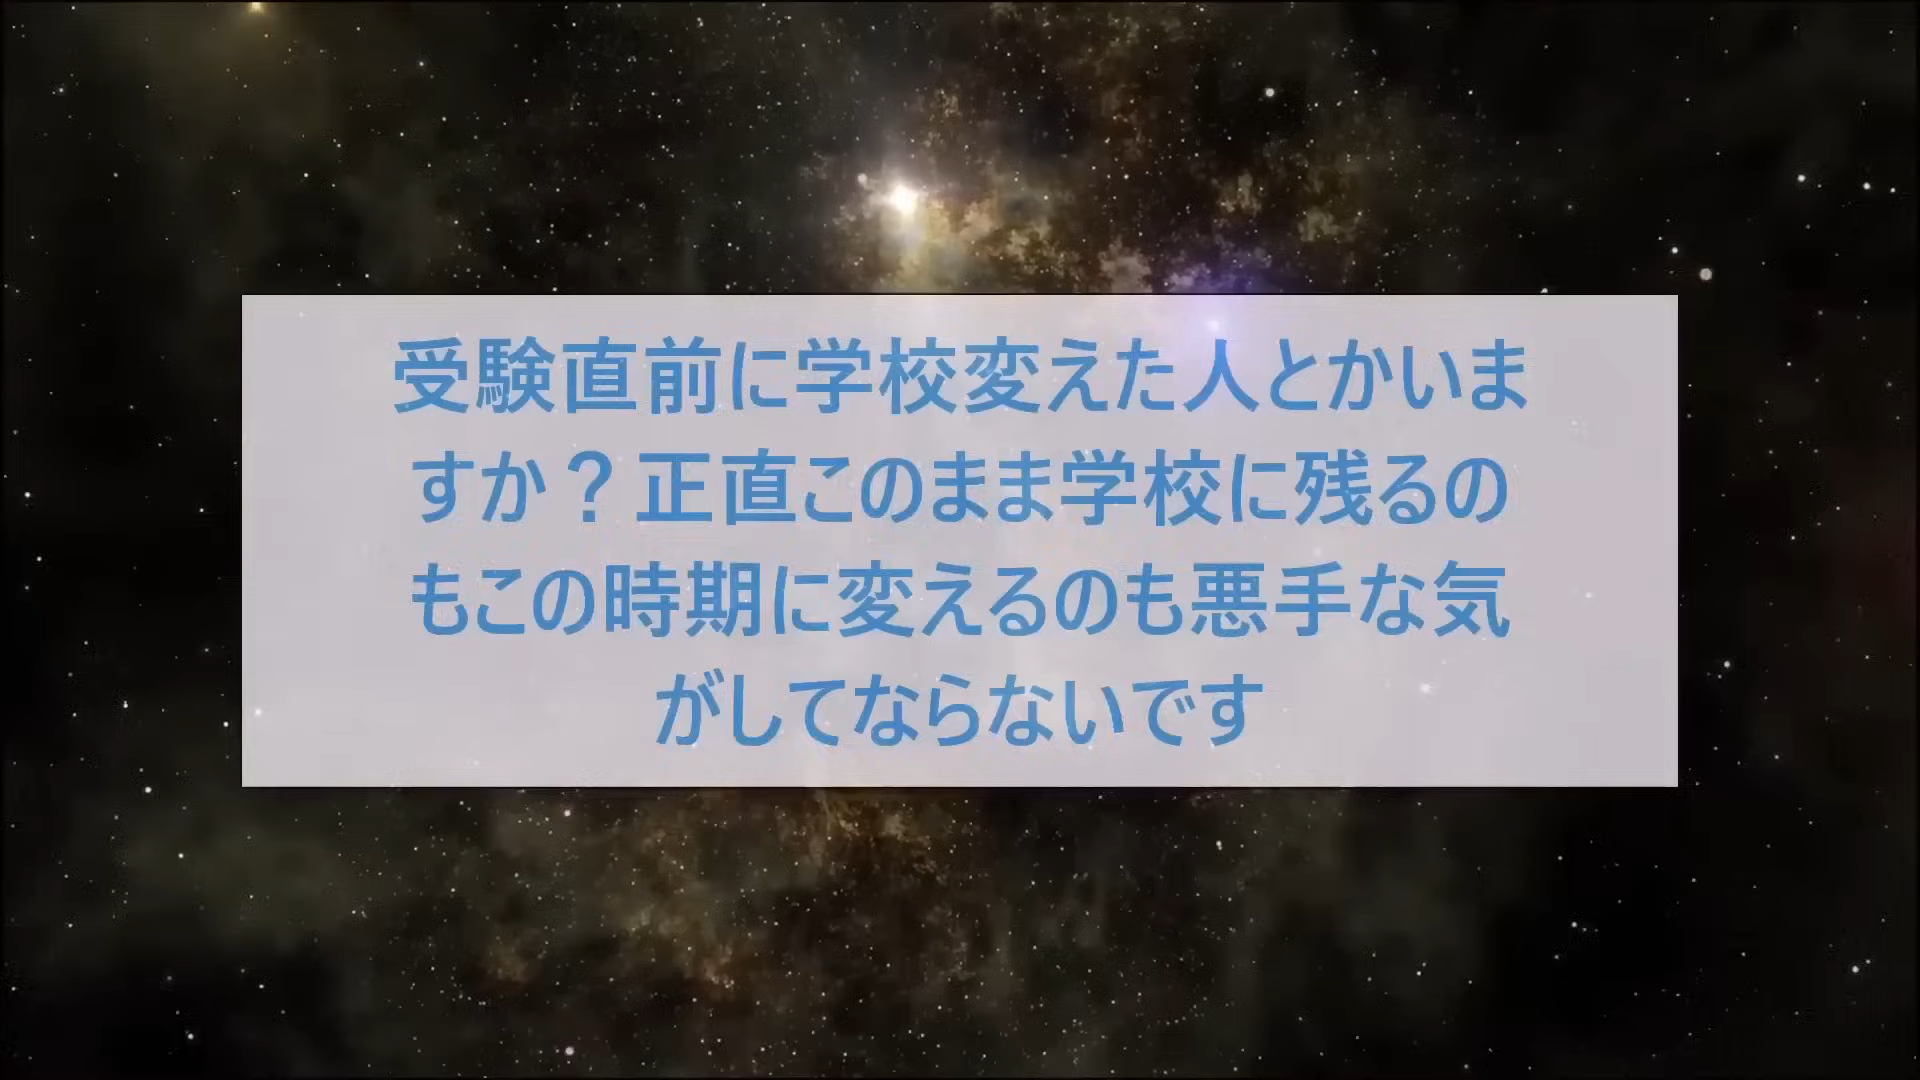 受験直前に学校変えた人とかいま
すか？正直このまま学校に残るの
もこの時期に変えるのも悪手な気
がしてならないです